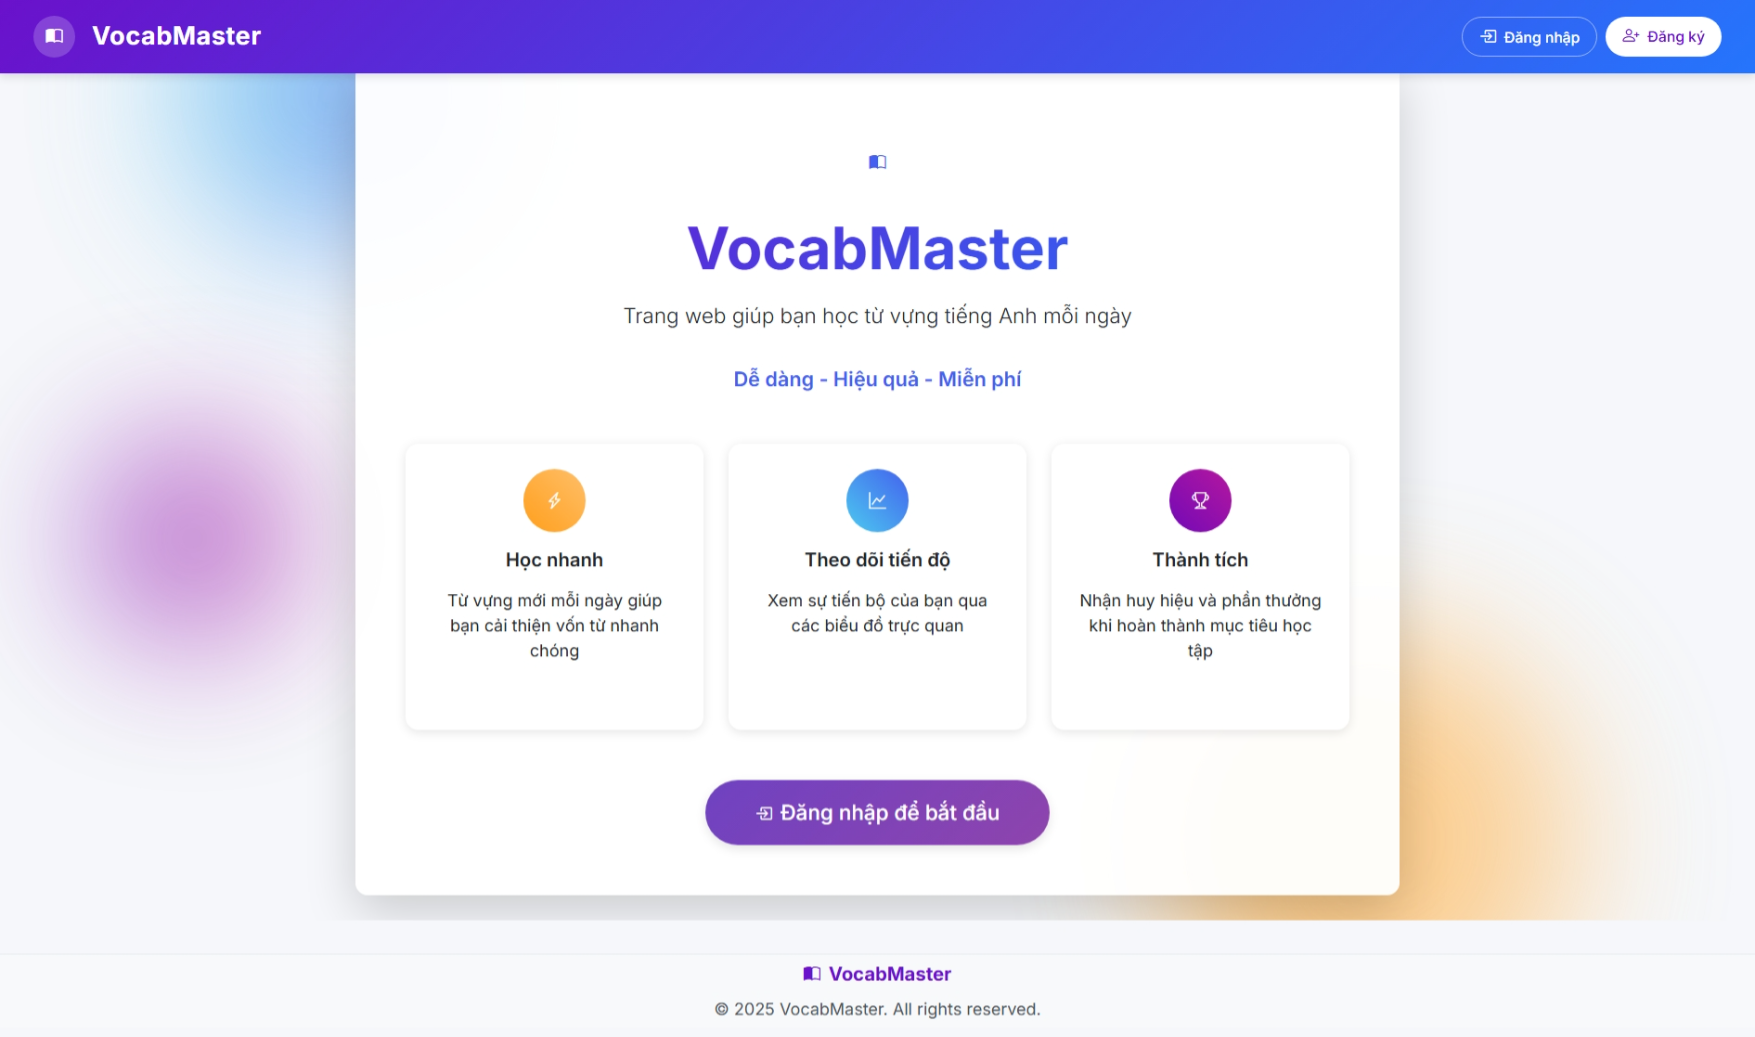 VocabMaster
Đăng nhập
Đăng ký
VocabMaster
Trang web giúp bạn học từ vựng tiếng Anh mỗi ngày
Dễ dàng - Hiệu quả - Miễn phí
Học nhanh
Từ vựng mới mỗi ngày giúp
bạn cải thiện vốn từ nhanh
chóng
Theo dõi tiến độ
Xem sự tiến bộ của bạn qua
các biểu đồ trực quan
Thành tích
Nhận huy hiệu và phần thưởng
khi hoàn thành mục tiêu học
tập
Đăng nhập để bắt đầu
VocabMaster
© 2025 VocabMaster. All rights reserved.